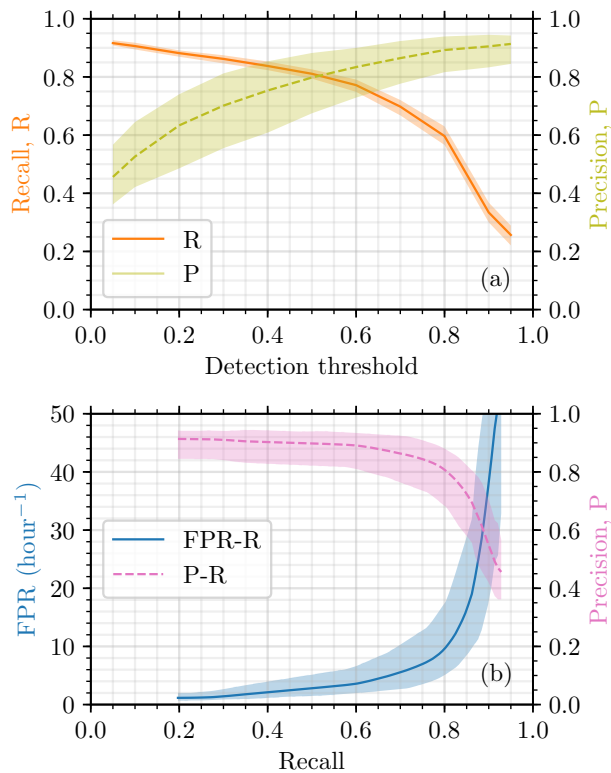 1.0 1.0
0.8 0.8
0.6 0.6
0.4 0.4
0.2 0.2
0.0 0.0
Recall, R
Precision, P
R
P
(a)
0.0 0.2 0.4 0.6 0.8 1.0
Detection threshold
50 1.0
40 0.8
30 0.6
20 0.4
10 0.2
0 0.0
FPR (hour⁻¹)
Precision, P
FPR-R
P-R
(b)
0.0 0.2 0.4 0.6 0.8 1.0
Recall